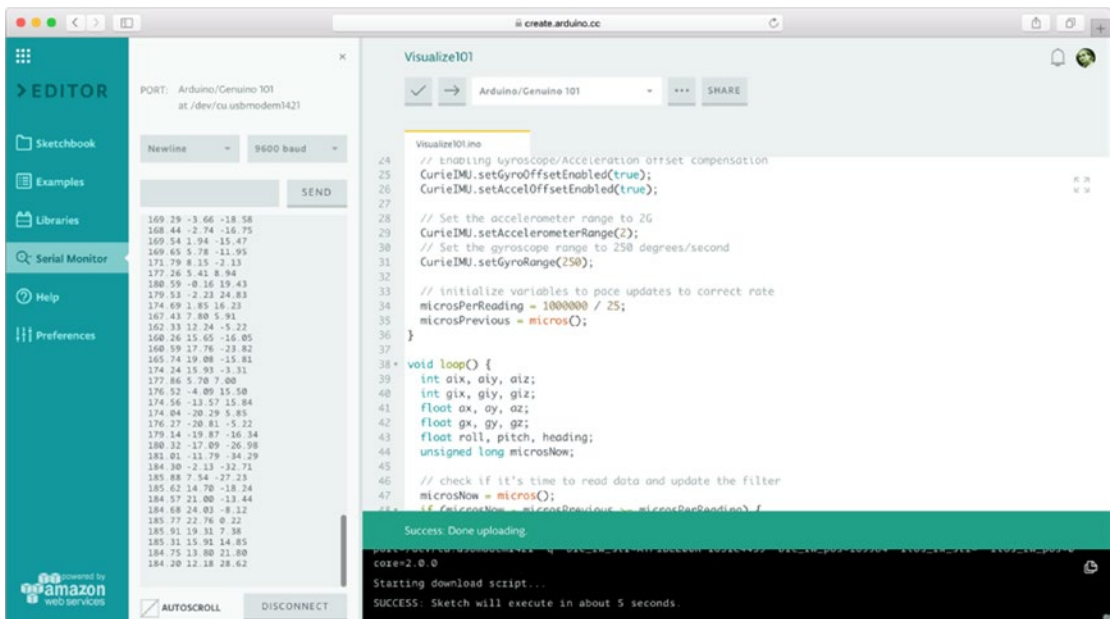 create.arduino.cc
>EDITOR
Sketchbook
Examples
Libraries
Serial Monitor
Help
Preferences
powered by
amazon
web services
PORT: Arduino/Genuino 101
at /dev/cu.usbmodem1421
Newline
9600 baud
SEND
169.29 -3.66 -18.58
168.44 -2.74 -16.75
169.54 1.94 -15.47
169.65 5.78 -11.95
171.79 8.15 -2.13
177.26 5.41 8.94
180.59 -0.16 19.43
179.53 -2.23 24.83
174.69 1.85 16.23
167.43 7.80 5.91
162.33 12.24 -5.22
160.26 15.65 -16.05
160.59 17.76 -23.82
165.74 19.08 -15.81
174.24 15.93 -3.31
177.86 5.70 7.00
176.52 -4.09 15.50
174.56 -13.57 15.84
174.04 -20.29 5.85
176.27 -20.81 -5.22
179.14 -19.87 -16.34
180.32 -17.09 -26.98
181.01 -11.79 -34.29
184.30 -2.13 -32.71
185.88 7.54 -27.23
185.62 14.70 -18.24
184.57 21.00 -13.44
184.68 24.03 -8.12
185.77 22.76 0.22
185.91 19.31 7.38
185.31 15.91 14.85
184.75 13.80 21.80
184.20 12.18 28.62
AUTOSCROLL
DISCONNECT
Visualize101
Arduino/Genuino 101
SHARE
Visualize101.ino
24 // Enabling Gyroscope/Acceleration offset compensation
25 CurieIMU.setGyroOffsetEnabled(true);
26 CurieIMU.setAccelOffsetEnabled(true);
27
28 // Set the accelerometer range to 2G
29 CurieIMU.setAccelerometerRange(2);
30 // Set the gyroscope range to 250 degrees/second
31 CurieIMU.setGyroRange(250);
32
33 // initialize variables to pace updates to correct rate
34 microsPerReading = 1000000 / 25;
35 microsPrevious = micros();
36 }
37
38 void loop() {
39 int aix, aiy, aiz;
40 int gix, giy, giz;
41 float ax, ay, az;
42 float gx, gy, gz;
43 float roll, pitch, heading;
44 unsigned long microsNow;
45
46 // check if it's time to read data and update the filter
47 microsNow = micros();
48 if (microsNow - microsPrevious >= microsPerReading) {
Success: Done uploading.
core=2.0.0
Starting download script...
SUCCESS: Sketch will execute in about 5 seconds.